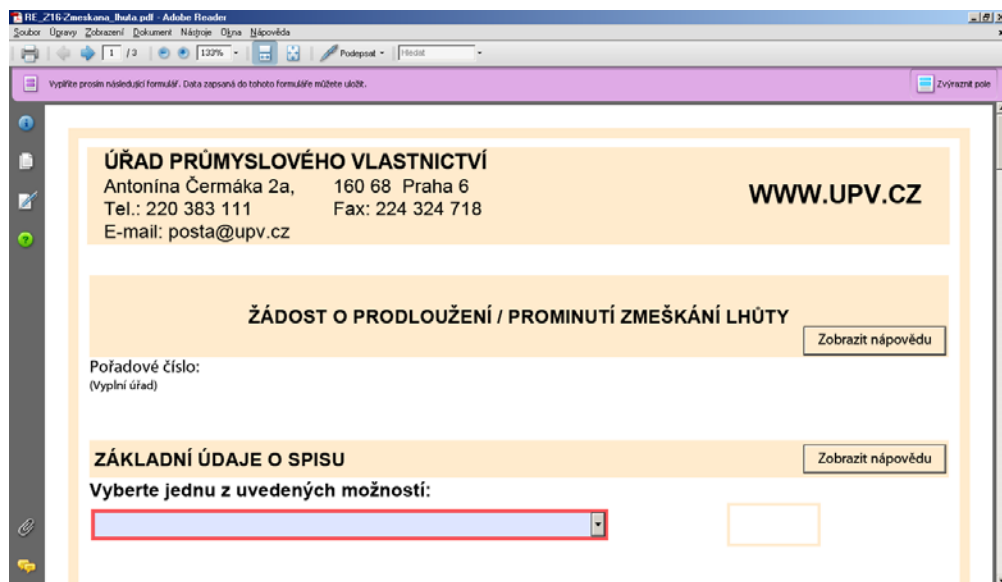 RE_Z16-Zmeskana_lhuta.pdf - Adobe Reader
Soubor Úpravy Zobrazení Dokument Nástroje Okna Nápověda
1 / 3 133% Podepsat Hledat
Vyplňte prosím následující formulář. Data zapsaná do tohoto formuláře můžete uložit.
Zvýraznit pole
ÚŘAD PRŮMYSLOVÉHO VLASTNICTVÍ
Antonína Čermáka 2a, 160 68 Praha 6
Tel.: 220 383 111 Fax: 224 324 718
E-mail: posta@upv.cz
WWW.UPV.CZ
ŽÁDOST O PRODLOUŽENÍ / PROMINUTÍ ZMEŠKÁNÍ LHŮTY
Zobrazit nápovědu
Pořadové číslo:
(Vyplní úřad)
ZÁKLADNÍ ÚDAJE O SPISU
Zobrazit nápovědu
Vyberte jednu z uvedených možností: